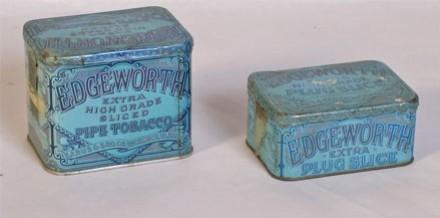 EDGEWORTH
EXTRA
HIGH GRADE
SLICED
PIPE TOBACCO
EDGEWORTH
EXTRA
PLUG SLICE